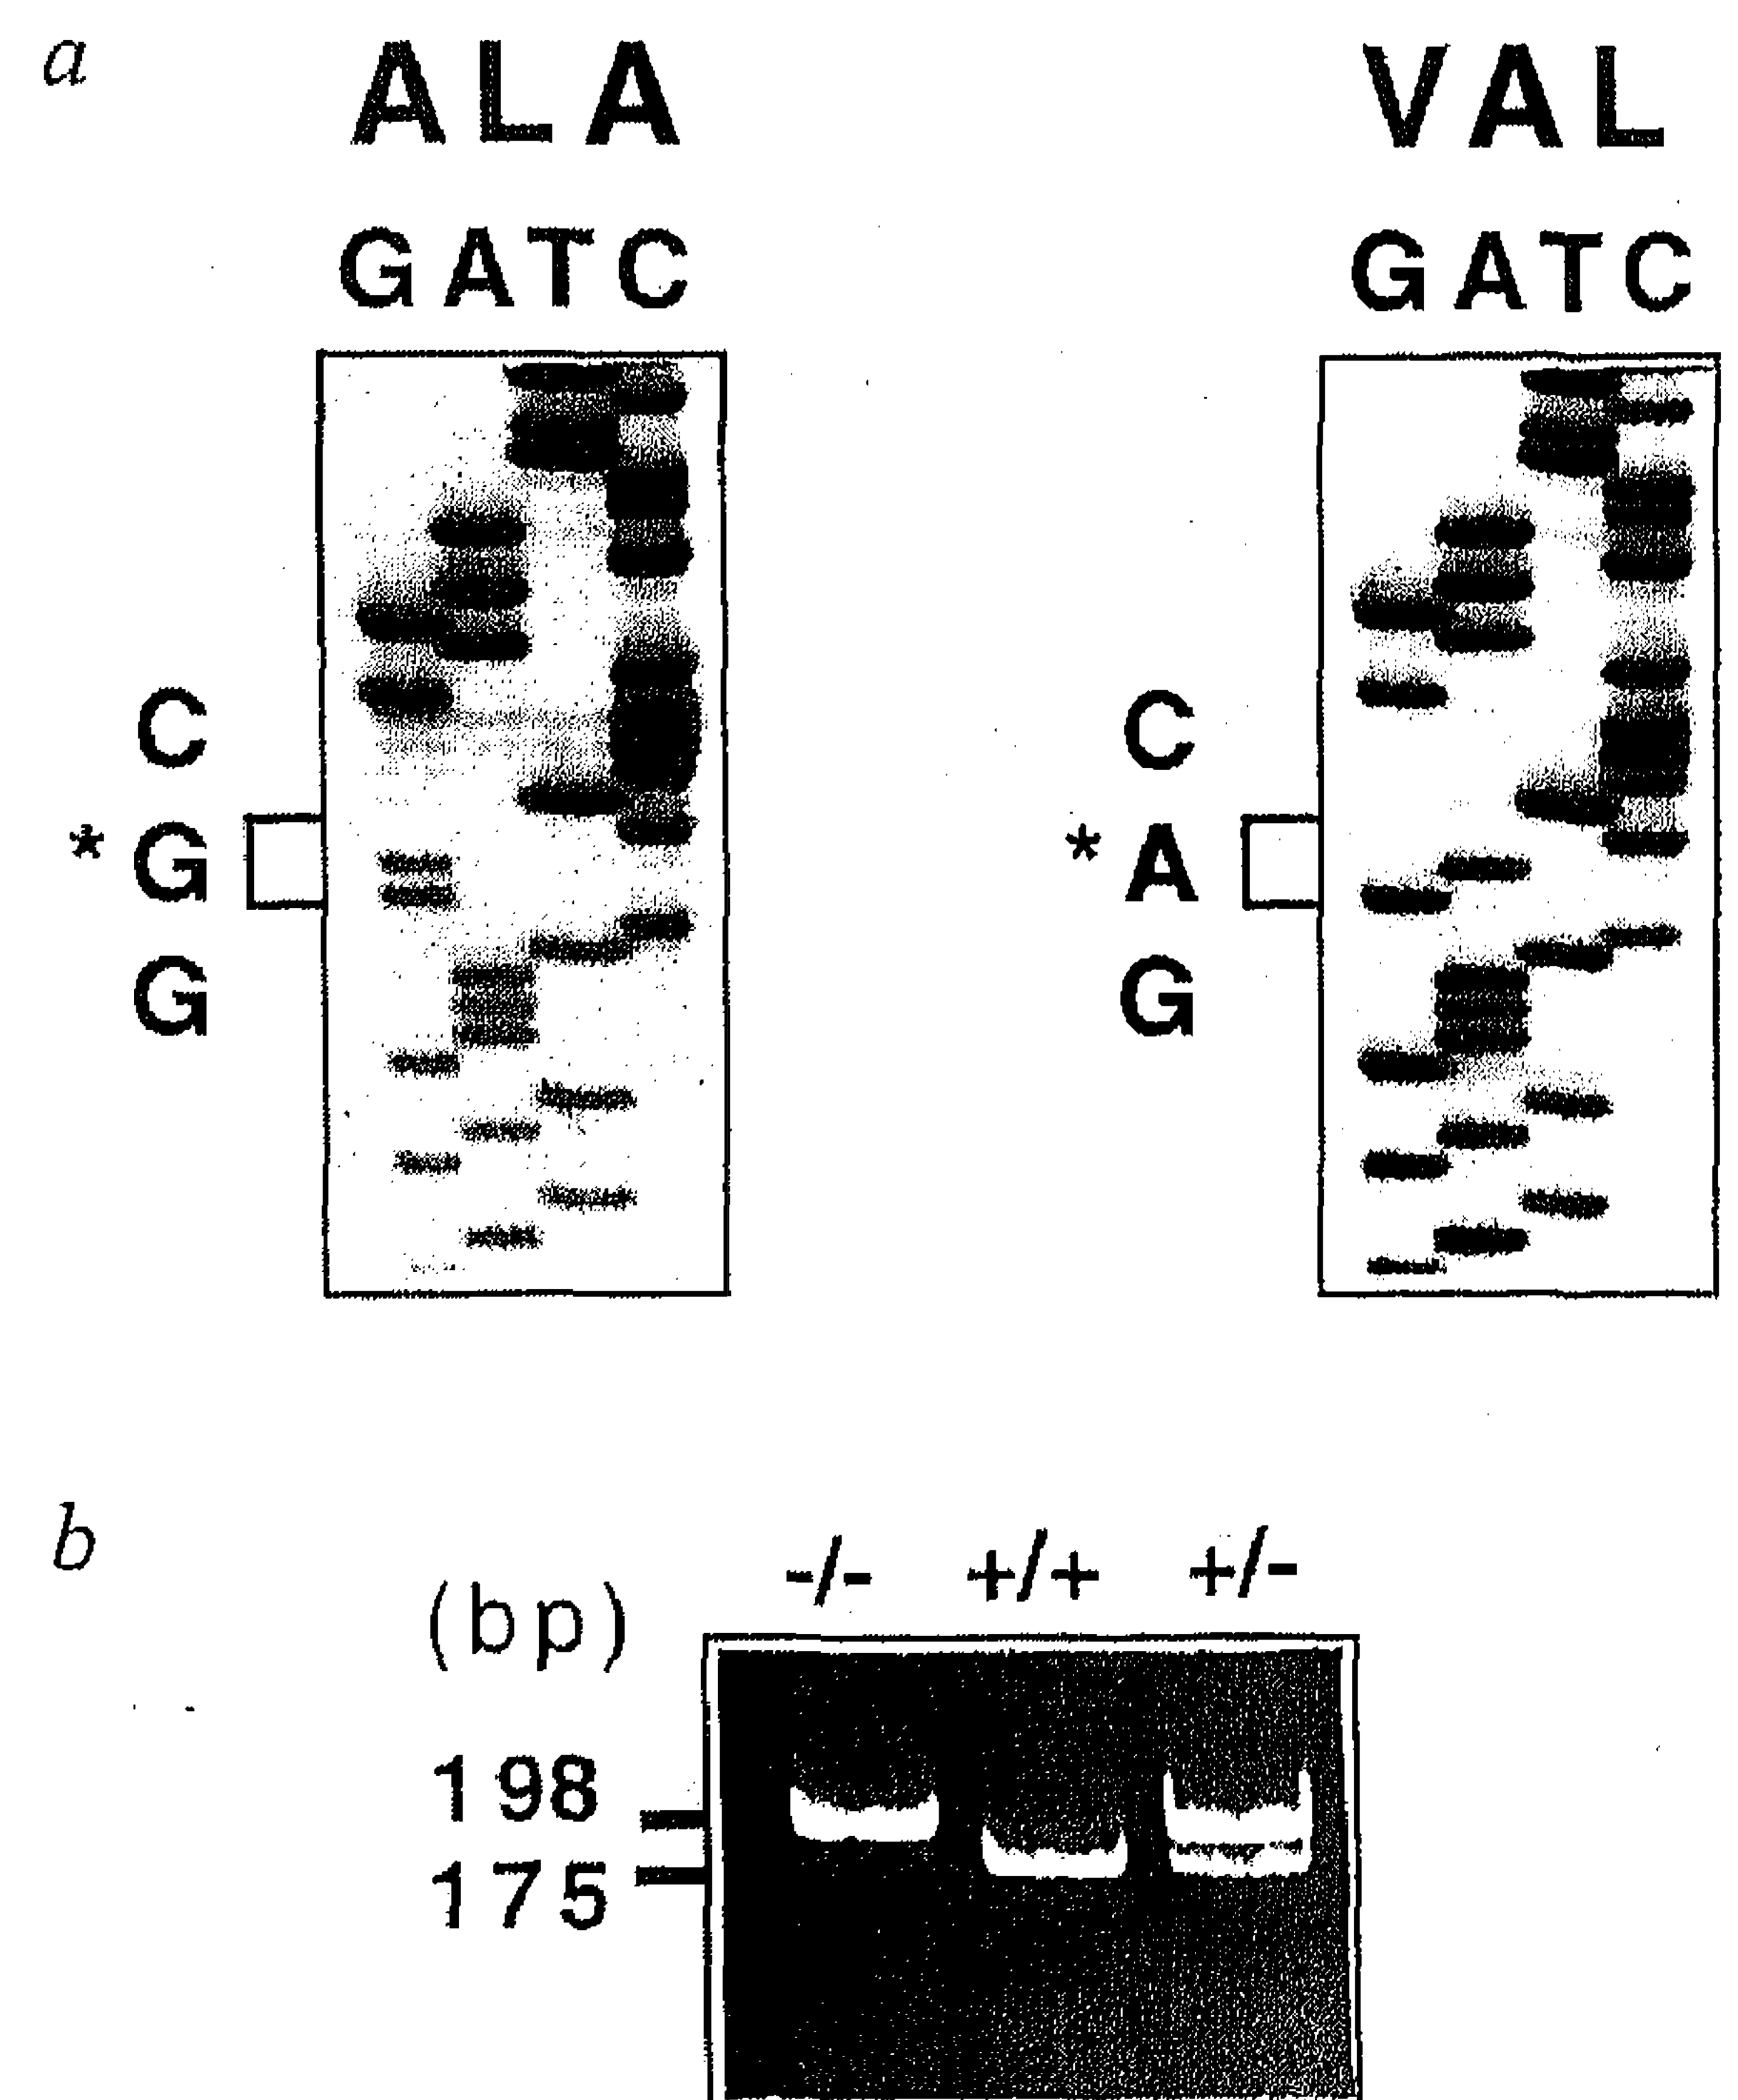 a
ALA VAL
GATC GATC
C C
*G *A
G G
b
-/- +/+ +/-
(bp)
198
175